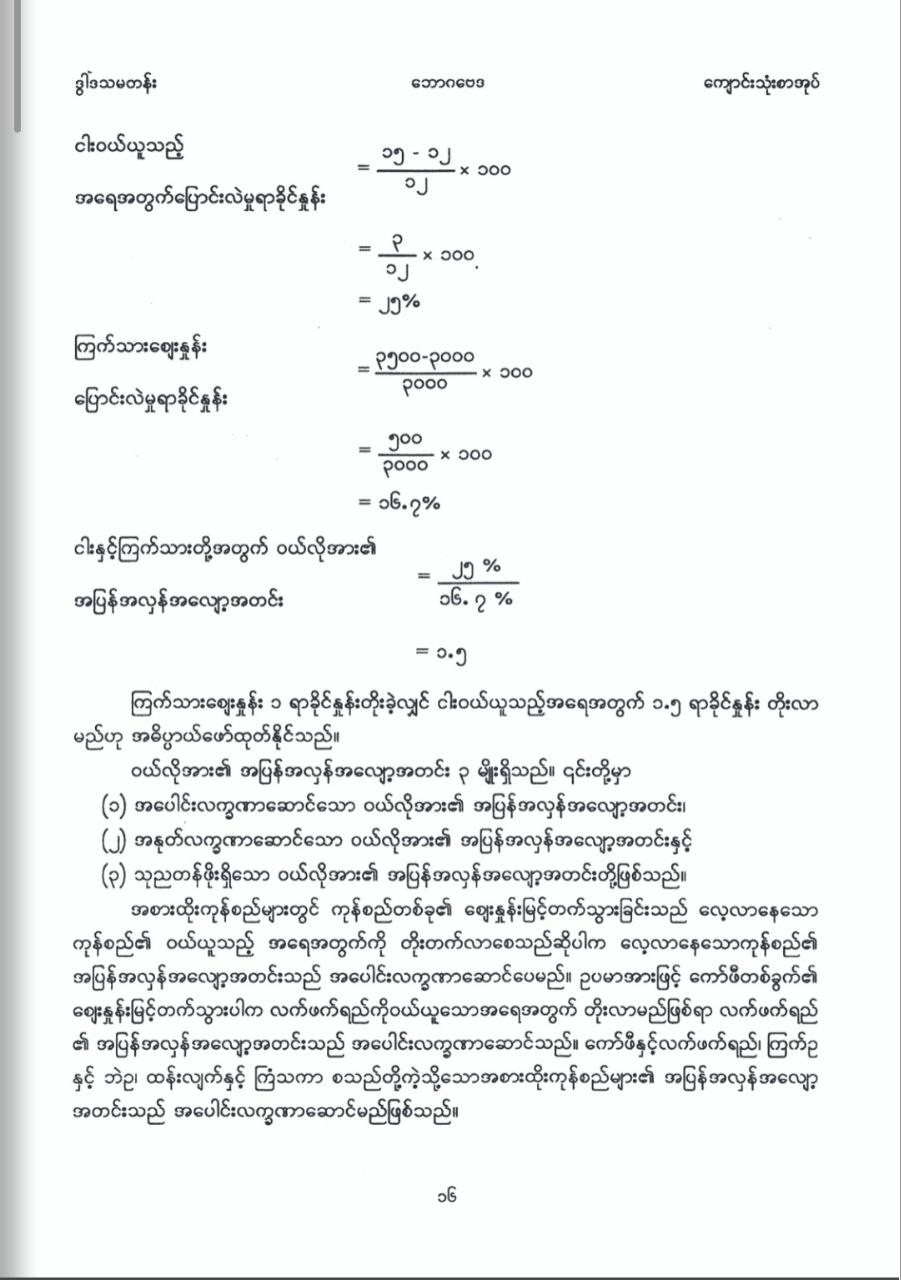 ဒွါဒသမတန်း ဘောဂဗေဒ ကျောင်းသုံးစာအုပ်
ငါးဝယ်ယူသည့်
အရေအတွက်ပြောင်းလဲမှုရာခိုင်နှုန်း
= ၁၅ - ၁၂ / ၁၂ × ၁၀၀
= ၃ / ၁၂ × ၁၀၀
= ၂၅%
ကြက်သားဈေးနှုန်း
ပြောင်းလဲမှုရာခိုင်နှုန်း
= ၃၅၀၀-၃၀၀၀ / ၃၀၀၀ × ၁၀၀
= ၅၀၀ / ၃၀၀၀ × ၁၀၀
= ၁၆.၇%
ငါးနှင့်ကြက်သားတို့အတွက် ဝယ်လိုအား၏
အပြန်အလှန်အလျော့အတင်း
= ၂၅ % / ၁၆.၇ %
= ၁.၅
ကြက်သားဈေးနှုန်း ၁ ရာခိုင်နှုန်းတိုးခဲ့လျှင် ငါးဝယ်ယူသည့်အရေအတွက် ၁.၅ ရာခိုင်နှုန်း တိုးလာ
မည်ဟု အဓိပ္ပာယ်ဖော်ထုတ်နိုင်သည်။
ဝယ်လိုအား၏ အပြန်အလှန်အလျော့အတင်း ၃ မျိုးရှိသည်။ ၎င်းတို့မှာ
(၁) အပေါင်းလက္ခဏာဆောင်သော ဝယ်လိုအား၏ အပြန်အလှန်အလျော့အတင်း၊
(၂) အနုတ်လက္ခဏာဆောင်သော ဝယ်လိုအား၏ အပြန်အလှန်အလျော့အတင်းနှင့်
(၃) သုညတန်ဖိုးရှိသော ဝယ်လိုအား၏ အပြန်အလှန်အလျော့အတင်းတို့ဖြစ်သည်။
အစားထိုးကုန်စည်များတွင် ကုန်စည်တစ်ခု၏ ဈေးနှုန်းမြင့်တက်သွားခြင်းသည် လေ့လာနေသော
ကုန်စည်၏ ဝယ်ယူသည့် အရေအတွက်ကို တိုးတက်လာစေသည်ဆိုပါက လေ့လာနေသောကုန်စည်၏
အပြန်အလှန်အလျော့အတင်းသည် အပေါင်းလက္ခဏာဆောင်ပေမည်။ ဥပမာအားဖြင့် ကော်ဖီတစ်ခွက်၏
ဈေးနှုန်းမြင့်တက်သွားပါက လက်ဖက်ရည်ကိုဝယ်ယူသောအရေအတွက် တိုးလာမည်ဖြစ်ရာ လက်ဖက်ရည်
၏ အပြန်အလှန်အလျော့အတင်းသည် အပေါင်းလက္ခဏာဆောင်သည်။ ကော်ဖီနှင့်လက်ဖက်ရည်၊ ကြက်ဥ
နှင့် ဘဲဥ၊ ထန်းလျက်နှင့် ကြံသကာ စသည်တို့ကဲ့သို့သောအစားထိုးကုန်စည်များ၏ အပြန်အလှန်အလျော့
အတင်းသည် အပေါင်းလက္ခဏာဆောင်မည်ဖြစ်သည်။
၁၆